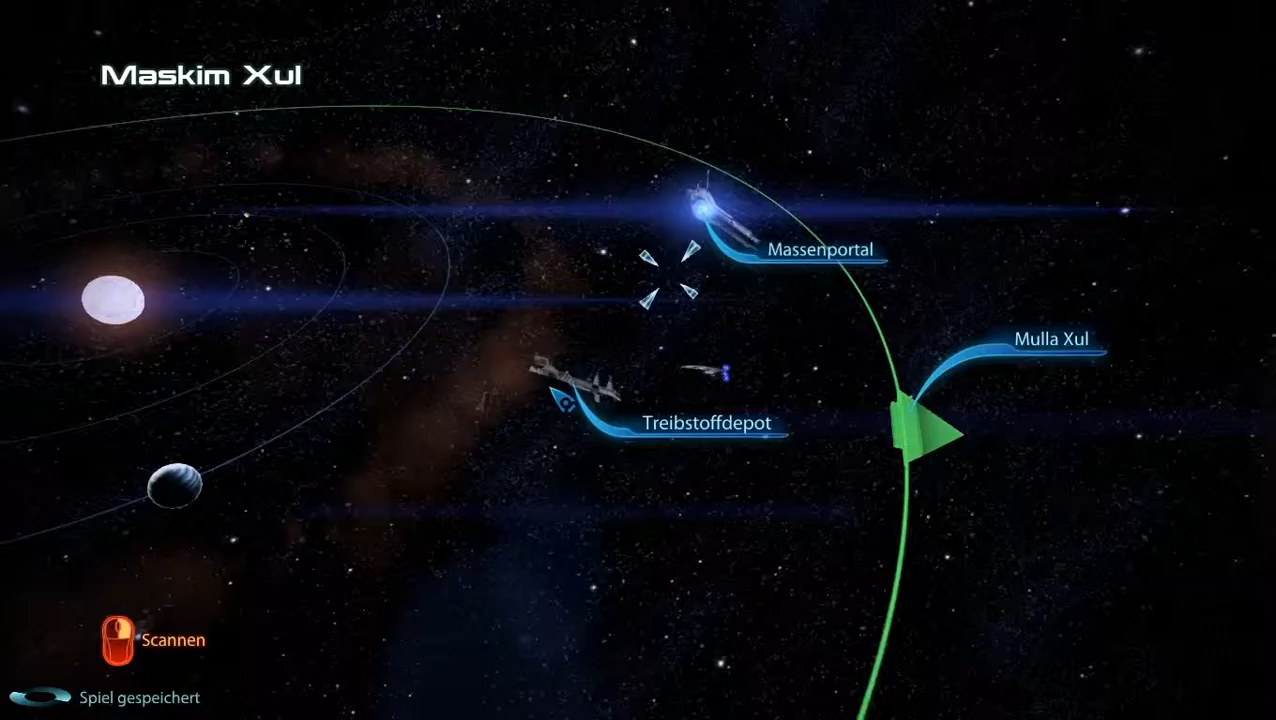 Maskim Xul
Massenportal
Mulla Xul
Treibstoffdepot
Scannen
Spiel gespeichert